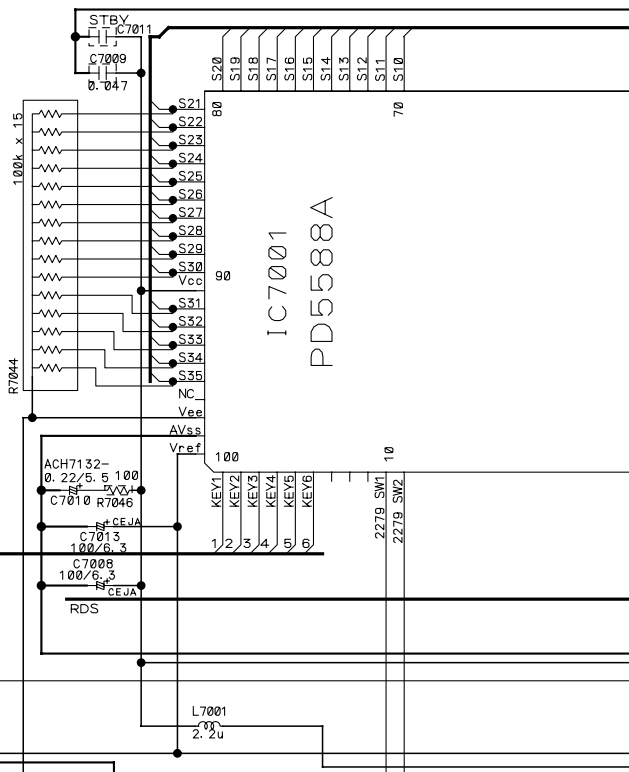 STBY
C7011
C7009
0.047
S20
S19
S18
S17
S16
S15
S14
S13
S12
S11
S10
80
70
100k x 15
R7044
S21
S22
S23
S24
S25
S26
S27
S28
S29
S30
Vcc
90
S31
S32
S33
S34
S35
NC
Vee
AVss
Vref
100
10
IC7001
PD5588A
ACH7132-
0.22/5.5
100
C7010
R7046
CEJA
C7013
100/6.3
C7008
100/6.3
CEJA
RDS
KEY1
KEY2
KEY3
KEY4
KEY5
KEY6
1
2
3
4
5
6
2279 SW1
2279 SW2
L7001
2.2u